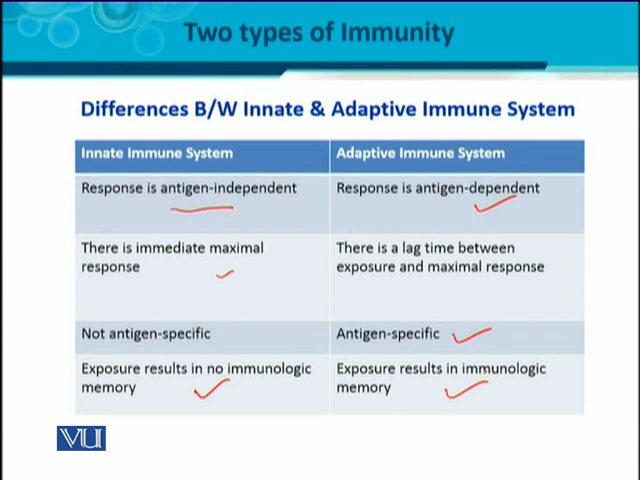 Two types of Immunity
Differences B/W Innate & Adaptive Immune System
Innate Immune System
Adaptive Immune System
Response is antigen-independent
Response is antigen-dependent
There is immediate maximal
response
There is a lag time between
exposure and maximal response
Not antigen-specific
Antigen-specific
Exposure results in no immunologic
memory
Exposure results in immunologic
memory
VU